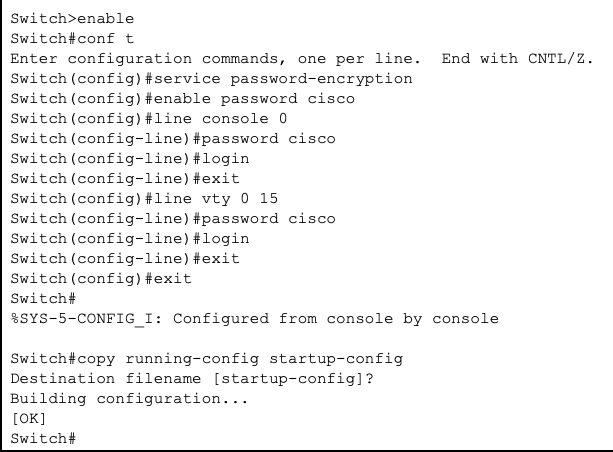 Switch>enable
Switch#conf t
Enter configuration commands, one per line.  End with CNTL/Z.
Switch(config)#service password-encryption
Switch(config)#enable password cisco
Switch(config)#line console 0
Switch(config-line)#password cisco
Switch(config-line)#login
Switch(config-line)#exit
Switch(config)#line vty 0 15
Switch(config-line)#password cisco
Switch(config-line)#login
Switch(config-line)#exit
Switch(config)#exit
Switch#
%SYS-5-CONFIG_I: Configured from console by console

Switch#copy running-config startup-config
Destination filename [startup-config]?
Building configuration...
[OK]
Switch#